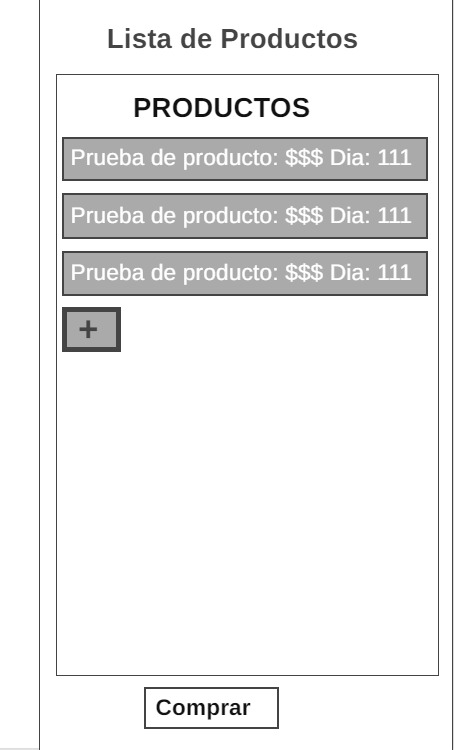 Lista de Productos
PRODUCTOS
Prueba de producto: $$$ Dia: 111
Prueba de producto: $$$ Dia: 111
Prueba de producto: $$$ Dia: 111
+
Comprar